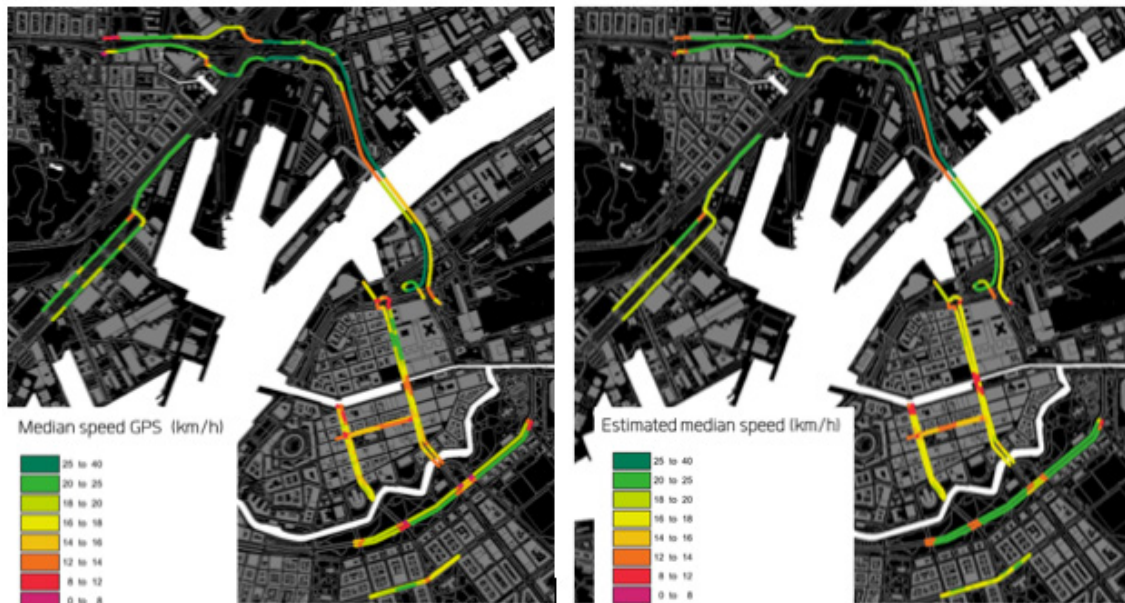 Median speed GPS (km/h)
25 to 40
20 to 25
18 to 20
16 to 18
14 to 16
12 to 14
8 to 12
0 to 8
Estimated median speed (km/h)
25 to 40
20 to 25
18 to 20
16 to 18
14 to 16
12 to 14
8 to 12
0 to 8